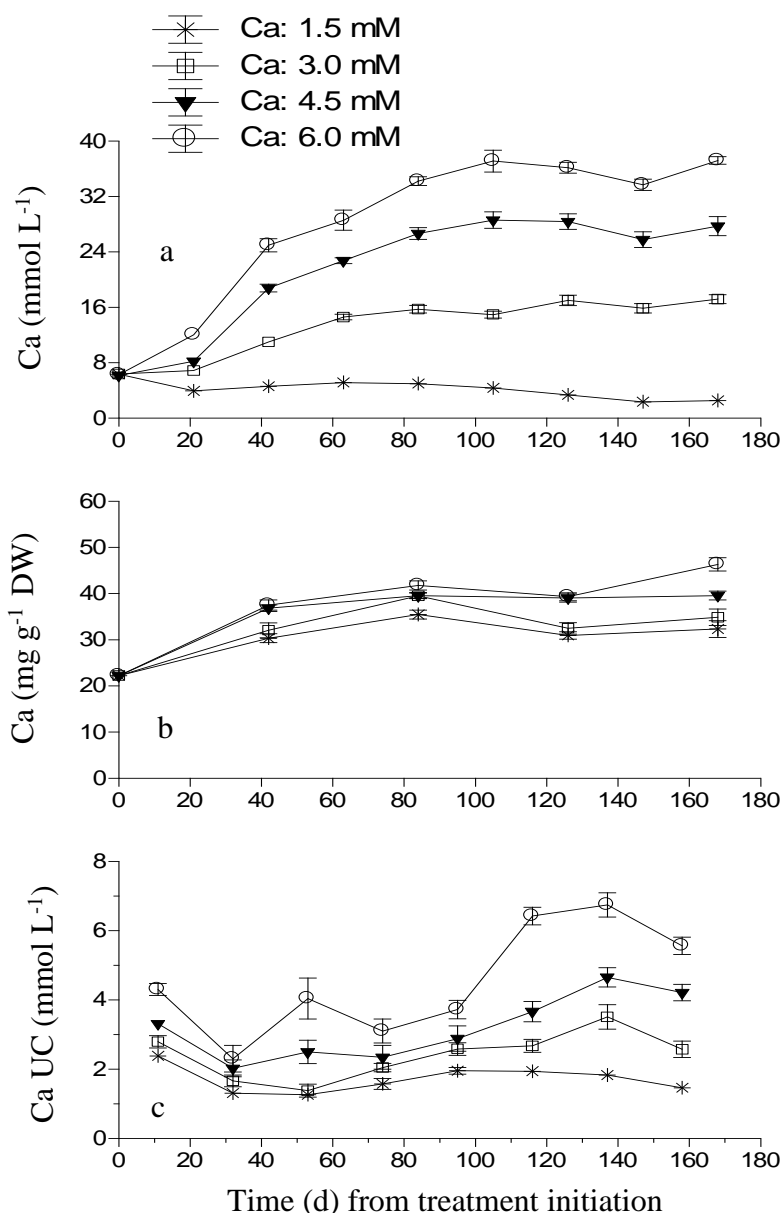 Ca: 1.5 mM
Ca: 3.0 mM
Ca: 4.5 mM
Ca: 6.0 mM
40
32
24
16
8
0
Ca (mmol L⁻¹)
a
0 20 40 60 80 100 120 140 160 180
60
50
40
30
20
10
0
Ca (mg g⁻¹ DW)
b
0 20 40 60 80 100 120 140 160 180
8
6
4
2
0
Ca UC (mmol L⁻¹)
c
0 20 40 60 80 100 120 140 160 180
Time (d) from treatment initiation